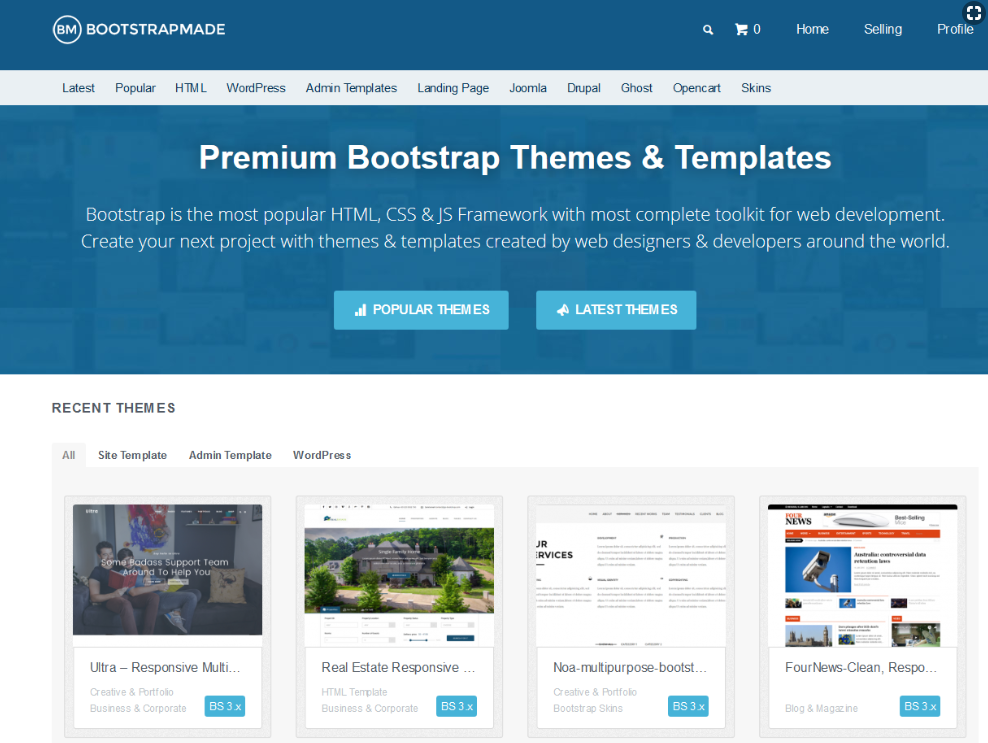 BM BOOTSTRAPMADE
0 Home Selling Profile
Latest Popular HTML WordPress Admin Templates Landing Page Joomla Drupal Ghost Opencart Skins
Premium Bootstrap Themes & Templates
Bootstrap is the most popular HTML, CSS & JS Framework with most complete toolkit for web development.
Create your next project with themes & templates created by web designers & developers around the world.
POPULAR THEMES LATEST THEMES
RECENT THEMES
All Site Template Admin Template WordPress
Some Badass Support Team
Around To Help You
Single Family Home
UR
ERVICES
FOUR
NEWS
Best-Selling
Australia: controversial data
retention laws
Ultra – Responsive Multi...
Creative & Portfolio
Business & Corporate
BS 3.x
Real Estate Responsive ...
HTML Template
Business & Corporate
BS 3.x
Noa-multipurpose-bootst...
Creative & Portfolio
Bootstrap Skins
BS 3.x
FourNews-Clean, Respo...
Blog & Magazine
BS 3.x